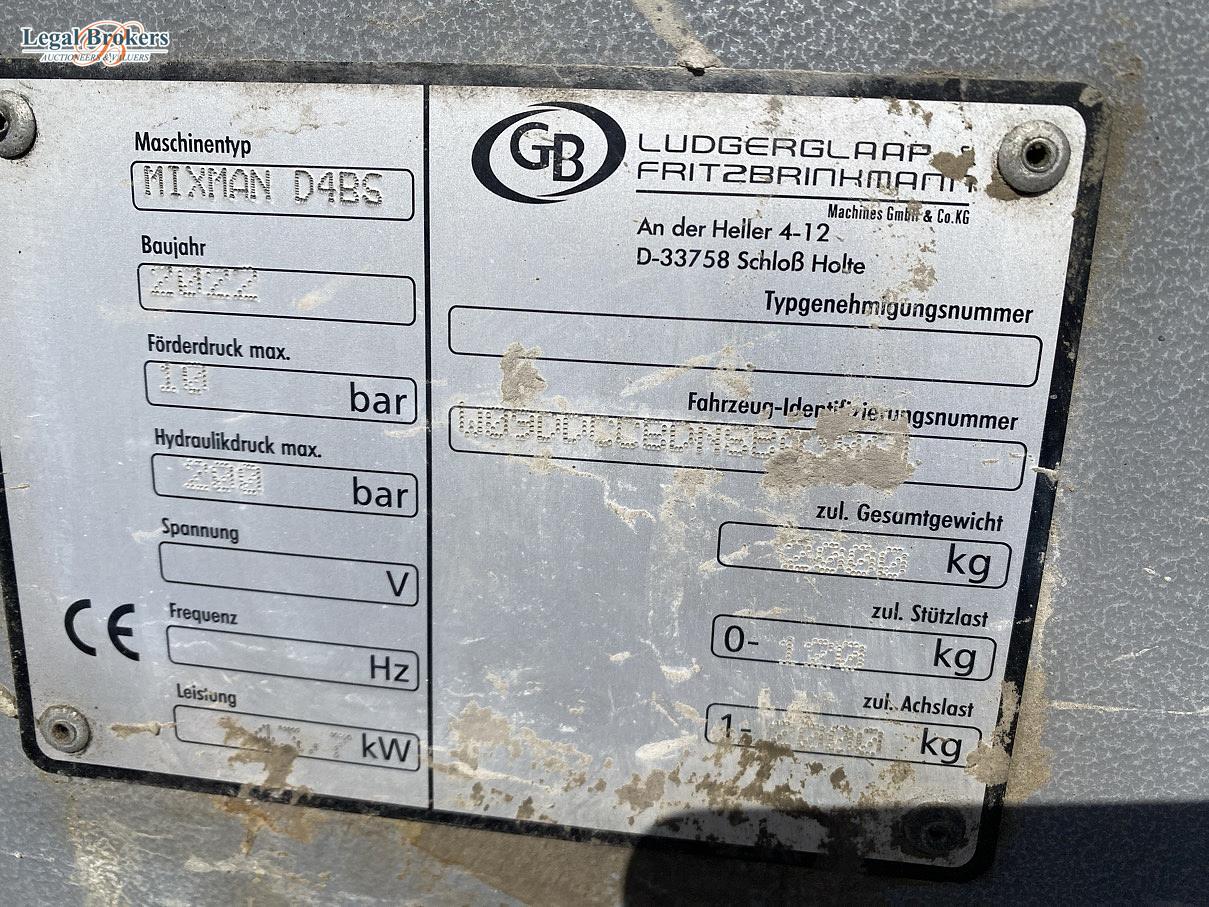 Legal Brokers
AUCTIONEERS & VALUERS
Maschinentyp
MIXMAN D4BS
Baujahr
2022
Förderdruck max.
10 bar
Hydraulikdruck max.
200 bar
Spannung
V
Frequenz
Hz
Leistung
kW
CE
GB
LUDGERGLAAP &
FRITZBRINKMANN
Machines GmbH & Co.KG
An der Heller 4-12
D-33758 Schloß Holte
Typgenehmigungsnummer
Fahrzeug-Identifizierungsnummer
zul. Gesamtgewicht
2000 kg
zul. Stützlast
0- 120 kg
zul. Achslast
1- kg